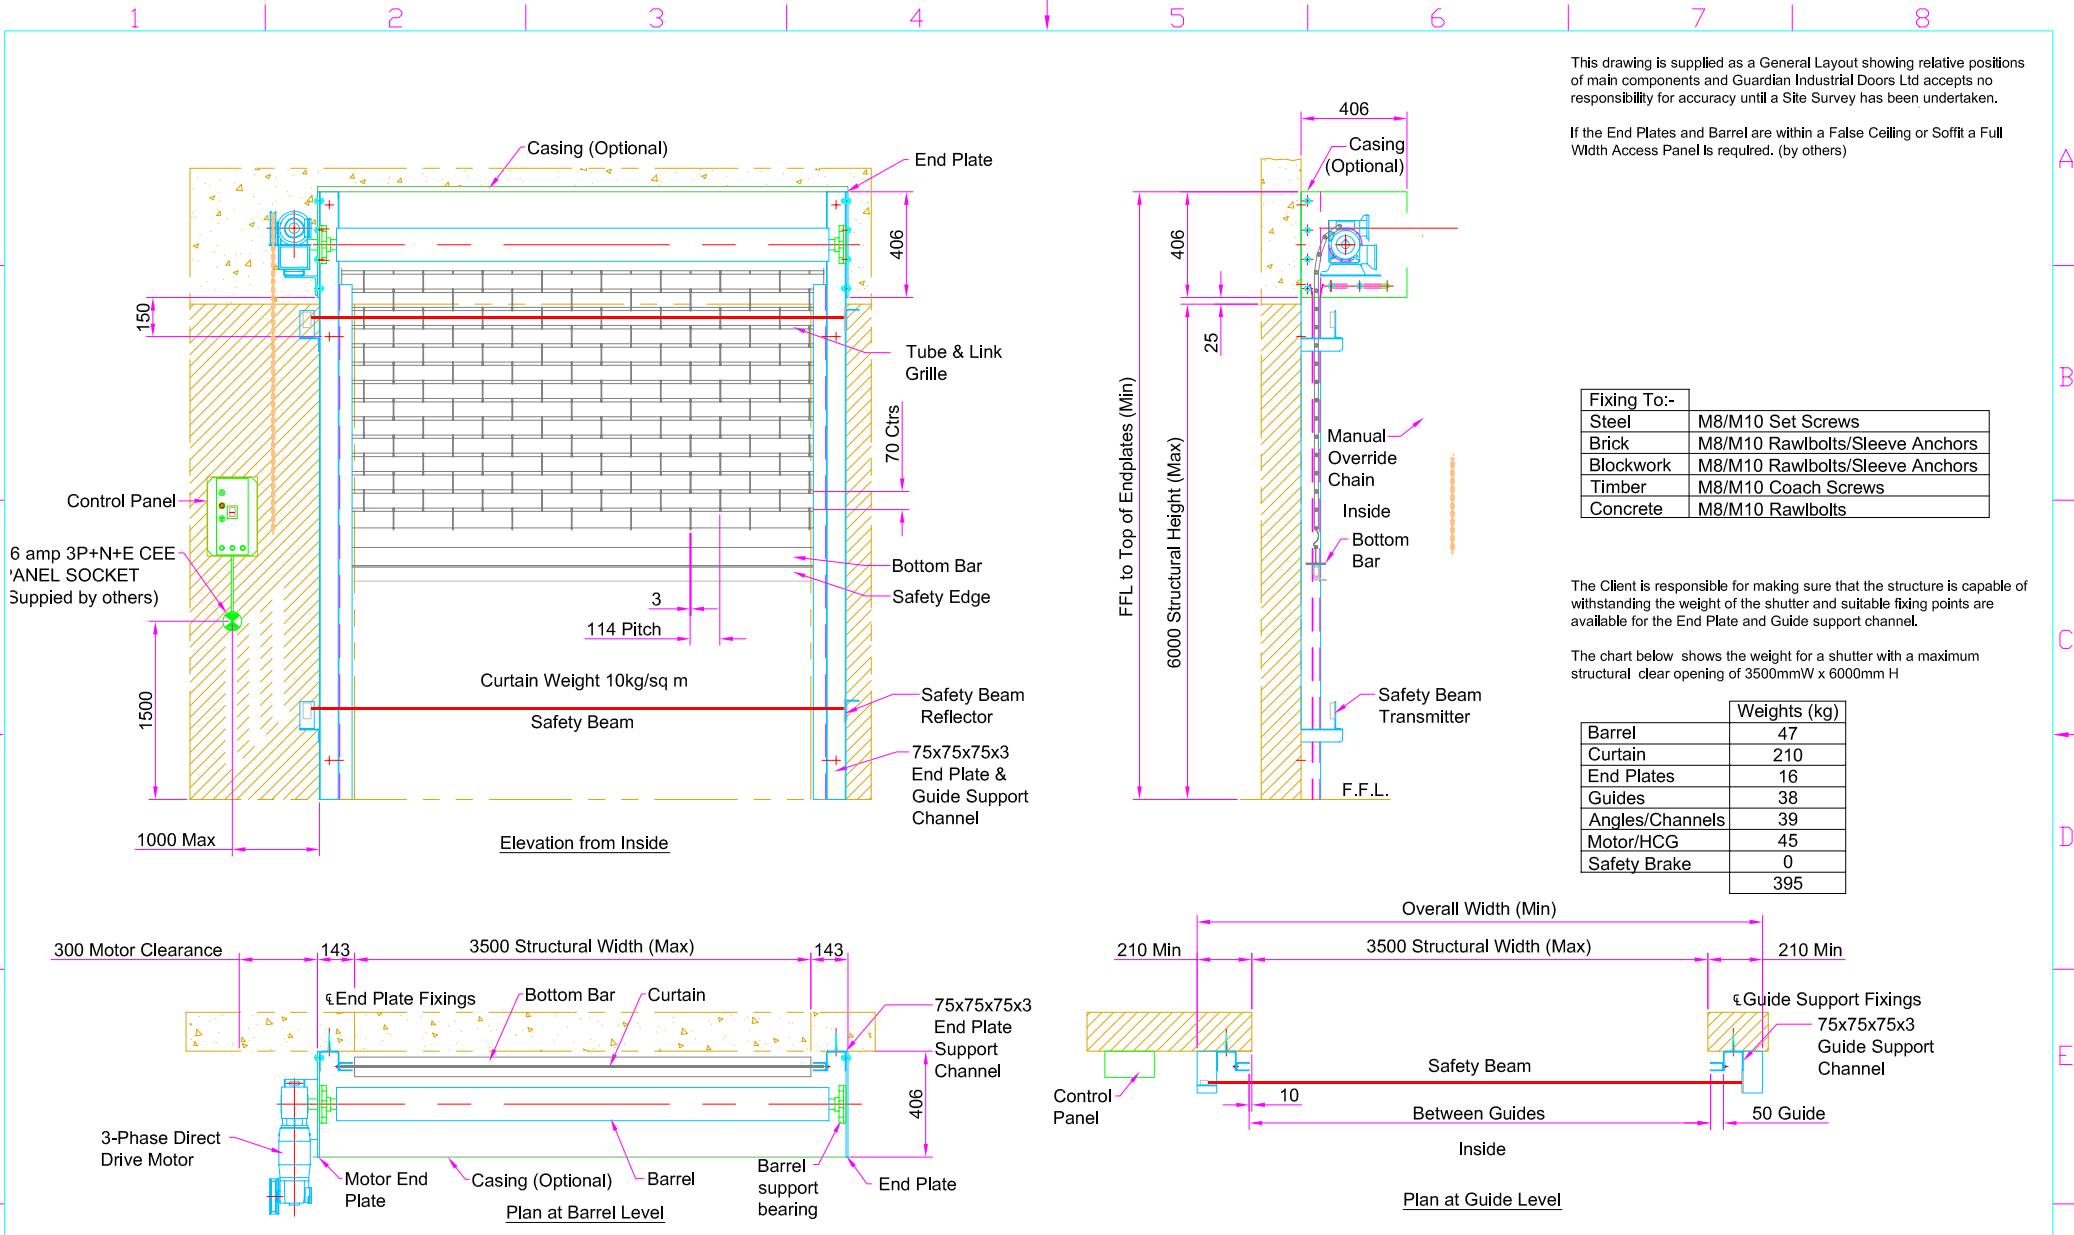 1 2 3 4 5 6 7 8
A
B
C
D
E
This drawing is supplied as a General Layout showing relative positions
of main components and Guardian Industrial Doors Ltd accepts no
responsibility for accuracy until a Site Survey has been undertaken.
If the End Plates and Barrel are within a False Ceiling or Soffit a Full
Width Access Panel is required. (by others)
Casing (Optional)
End Plate
406
150
Tube & Link
Grille
70 Ctrs
Control Panel
6 amp 3P+N+E CEE
ANEL SOCKET
Suppied by others)
Bottom Bar
Safety Edge
3
114 Pitch
Curtain Weight 10kg/sq m
Safety Beam
Safety Beam
Reflector
1500
75x75x75x3
End Plate &
Guide Support
Channel
1000 Max
Elevation from Inside
406
Casing
(Optional)
406
25
FFL to Top of Endplates (Min)
6000 Structural Height (Max)
Manual
Override
Chain
Inside
Bottom
Bar
Safety Beam
Transmitter
F.F.L.
Fixing To:-
Steel M8/M10 Set Screws
Brick M8/M10 Rawlbolts/Sleeve Anchors
Blockwork M8/M10 Rawlbolts/Sleeve Anchors
Timber M8/M10 Coach Screws
Concrete M8/M10 Rawlbolts
The Client is responsible for making sure that the structure is capable of
withstanding the weight of the shutter and suitable fixing points are
available for the End Plate and Guide support channel.
The chart below shows the weight for a shutter with a maximum
structural clear opening of 3500mmW x 6000mm H
Weights (kg)
Barrel 47
Curtain 210
End Plates 16
Guides 38
Angles/Channels 39
Motor/HCG 45
Safety Brake 0
395
300 Motor Clearance
143
3500 Structural Width (Max)
143
℄End Plate Fixings
Bottom Bar
Curtain
75x75x75x3
End Plate
Support
Channel
406
3-Phase Direct
Drive Motor
Motor End
Plate
Casing (Optional)
Barrel
Barrel
support
bearing
End Plate
Plan at Barrel Level
Overall Width (Min)
210 Min
3500 Structural Width (Max)
210 Min
℄Guide Support Fixings
75x75x75x3
Guide Support
Channel
Safety Beam
Control
Panel
10
Between Guides
50 Guide
Inside
Plan at Guide Level